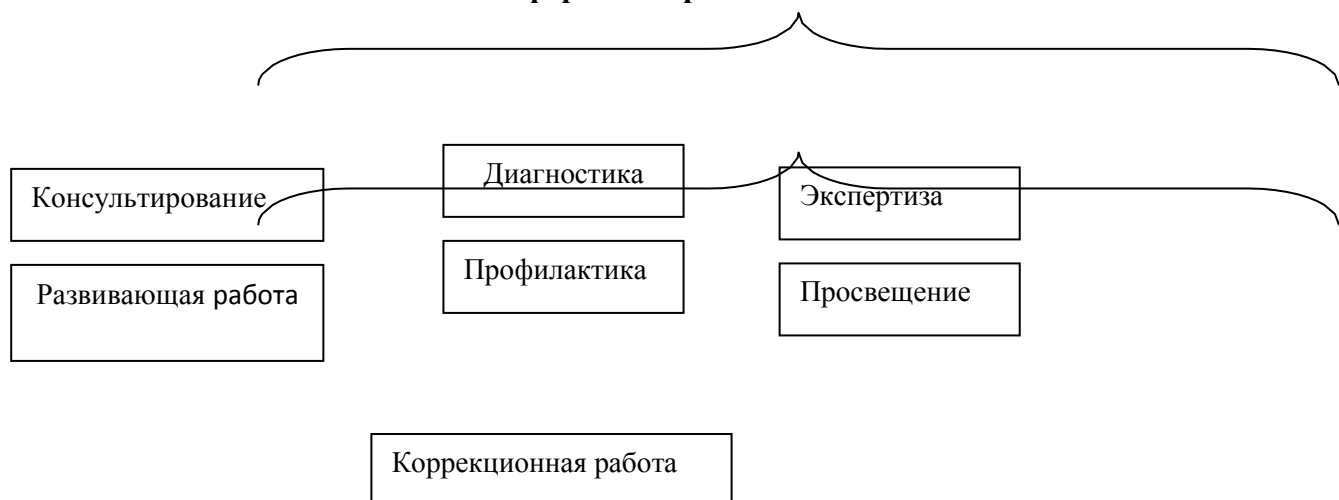 Консультирование
Диагностика
Экспертиза
Развивающая работа
Профилактика
Просвещение
Коррекционная работа